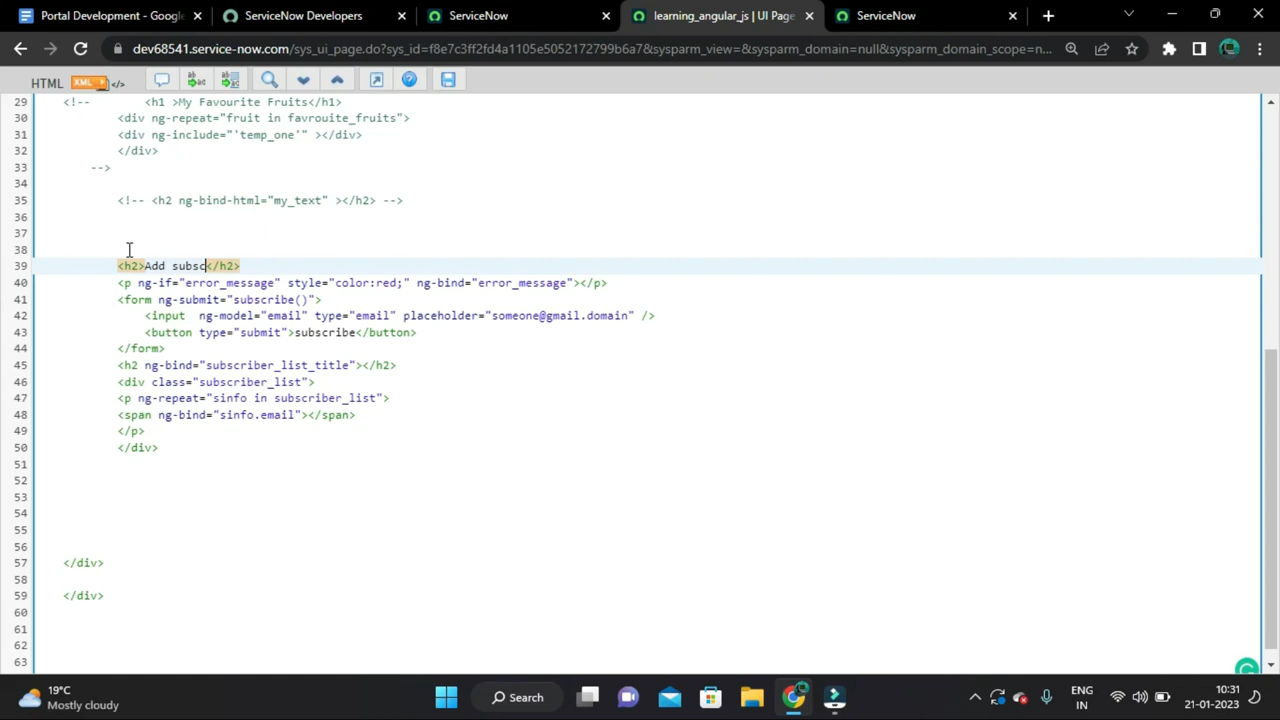 Portal Development - Google
ServiceNow Developers
ServiceNow
learning_angular_js | UI Page
ServiceNow
dev68541.service-now.com/sys_ui_page.do?sys_id=f8e7c3ff2fd4a1105e5052172799b6a7&sysparm_view=&sysparm_domain=null&sysparm_domain_scope=n...
HTML XML </>
29 <!-- <h1 >My Favourite Fruits</h1>
30 <div ng-repeat="fruit in favrouite_fruits">
31 <div ng-include="'temp_one'" ></div>
32 </div>
33 -->
34
35 <!-- <h2 ng-bind-html="my_text" ></h2> -->
36
37
38
39 <h2>Add subsc</h2>
40 <p ng-if="error_message" style="color:red;" ng-bind="error_message"></p>
41 <form ng-submit="subscribe()">
42 <input  ng-model="email" type="email" placeholder="someone@gmail.domain" />
43 <button type="submit">subscribe</button>
44 </form>
45 <h2 ng-bind="subscriber_list_title"></h2>
46 <div class="subscriber_list">
47 <p ng-repeat="sinfo in subscriber_list">
48 <span ng-bind="sinfo.email"></span>
49 </p>
50 </div>
51
52
53
54
55
56
57 </div>
58
59 </div>
60
61
62
63
19°C
Mostly cloudy
Search
ENG
IN
10:31
21-01-2023